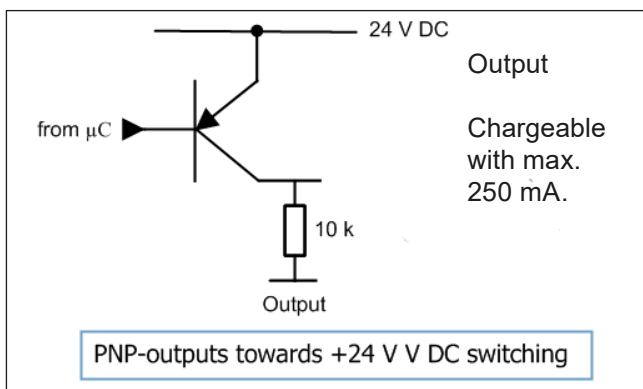 24 V DC
Output
from µC
Chargeable
with max.
250 mA.
10 k
Output
PNP-outputs towards +24 V V DC switching